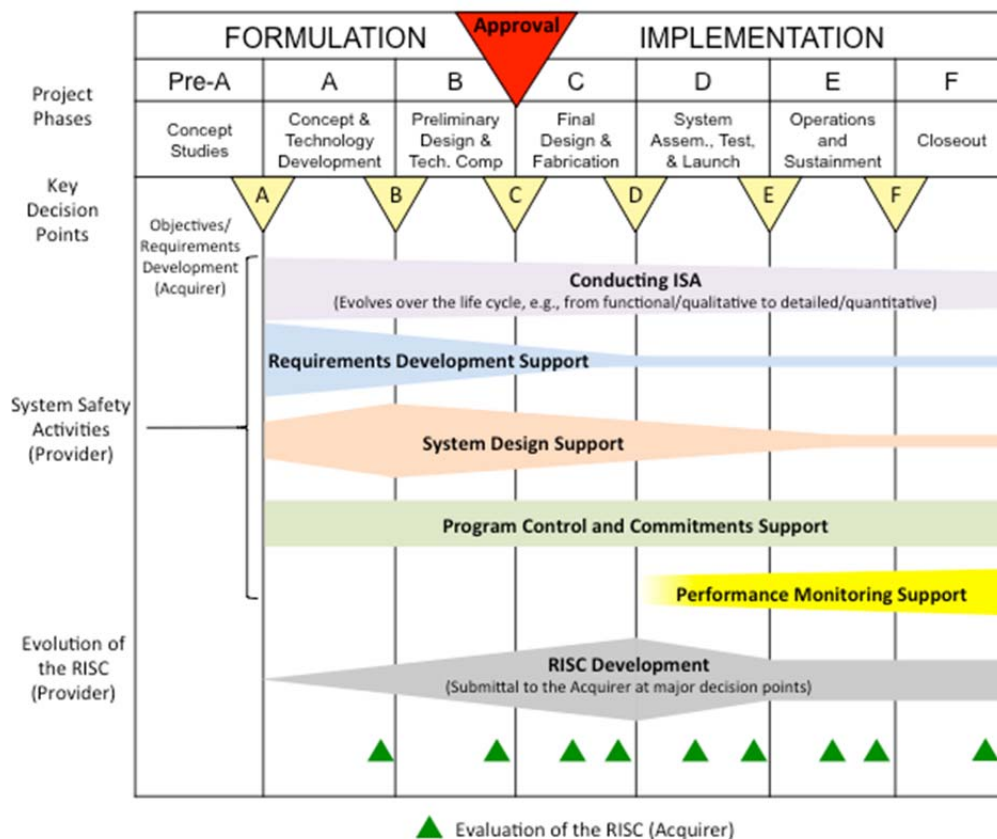 Approval
FORMULATION
IMPLEMENTATION
Project
Phases
Pre-A
A
B
C
D
E
F
Concept
Studies
Concept &
Technology
Development
Preliminary
Design &
Tech. Comp
Final
Design &
Fabrication
System
Assem., Test,
& Launch
Operations
and
Sustainment
Closeout
Key
Decision
Points
A
B
C
D
E
F
Objectives/
Requirements
Development
(Acquirer)
System Safety
Activities
(Provider)
Conducting ISA
(Evolves over the life cycle, e.g., from functional/qualitative to detailed/quantitative)
Requirements Development Support
System Design Support
Program Control and Commitments Support
Performance Monitoring Support
Evolution of
the RISC
(Provider)
RISC Development
(Submittal to the Acquirer at major decision points)
Evaluation of the RISC (Acquirer)